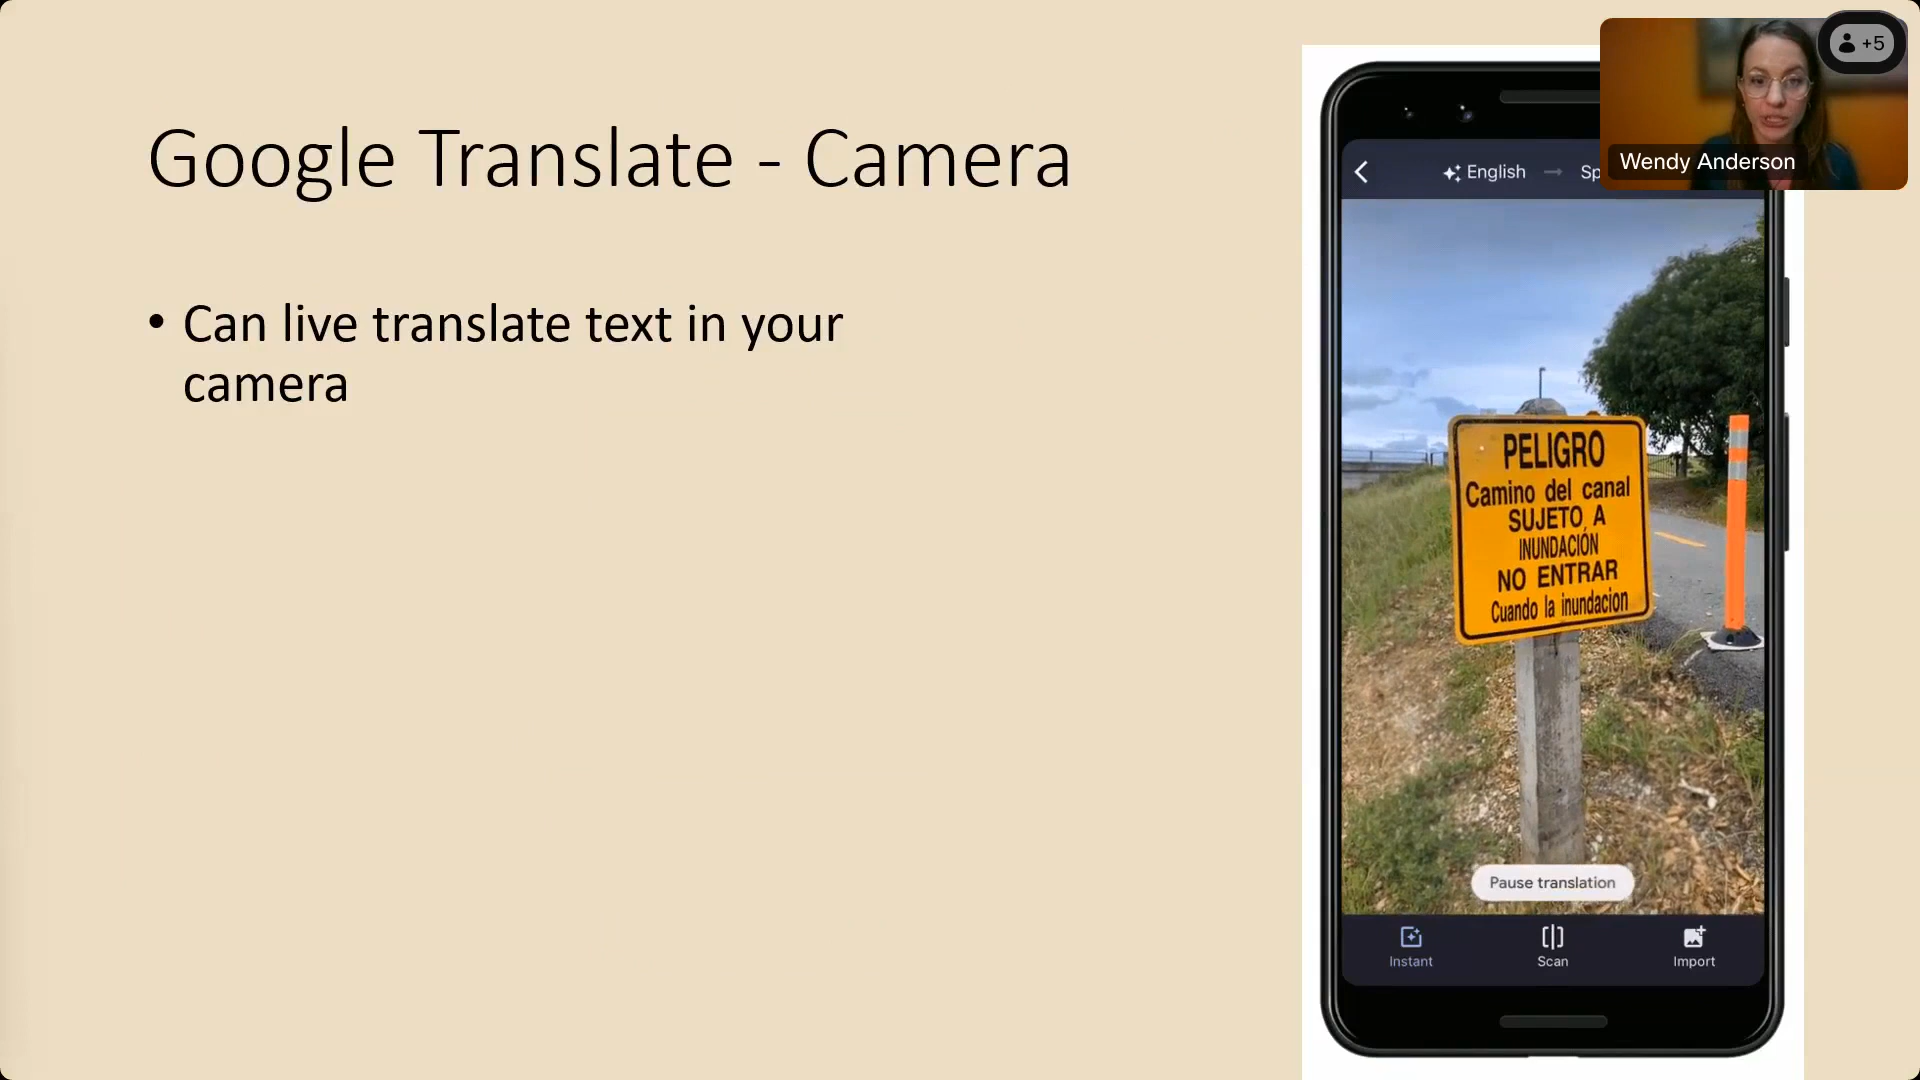 Google Translate - Camera
• Can live translate text in your
camera
English → Sp
PELIGRO
Camino del canal
SUJETO A
INUNDACIÓN
NO ENTRAR
Cuando la inundacion
Pause translation
Instant
Scan
Import
+5
Wendy Anderson